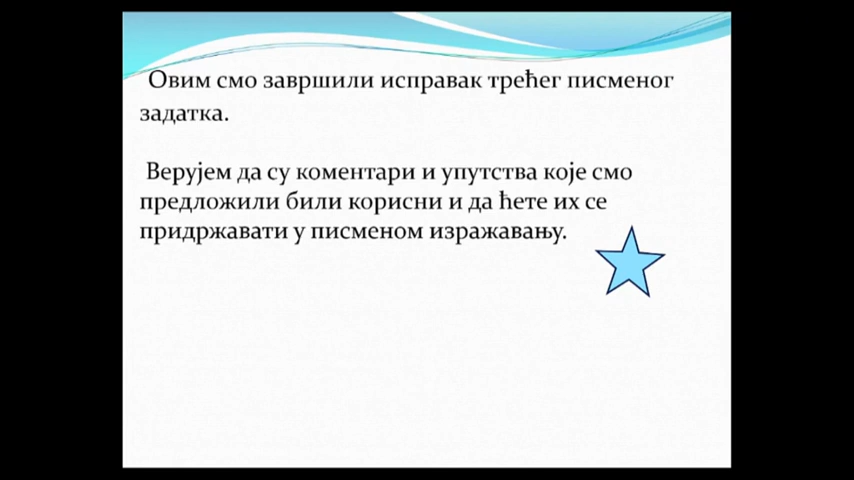 Овим смо завршили исправак трећег писменог
задатка.
Верујем да су коментари и упутства које смо
предложили били корисни и да ћете их се
придржавати у писменом изражавању.